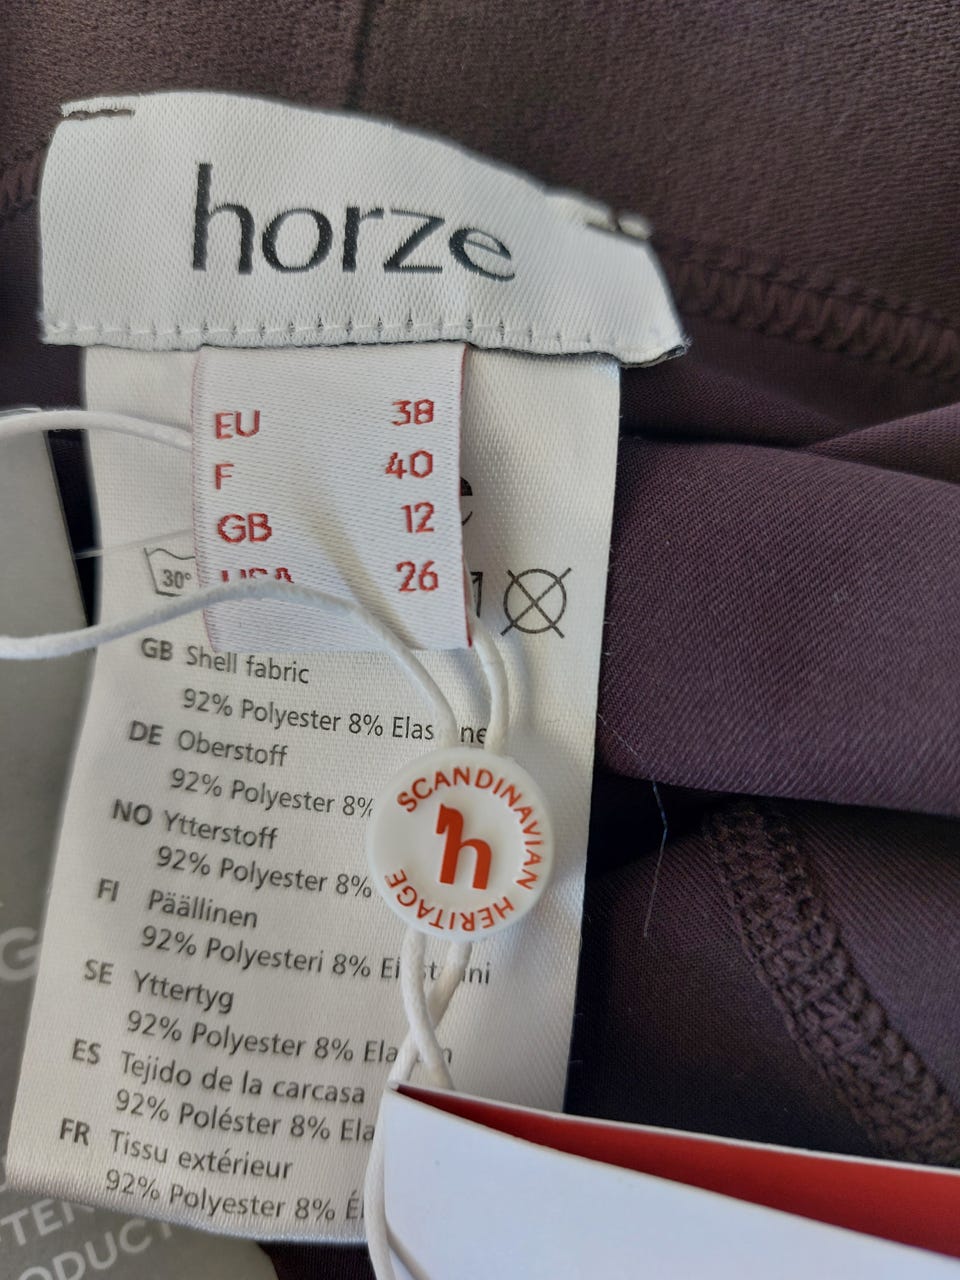 horze
EU 38
F 40
GB 12
USA 26
30°
GB Shell fabric
92% Polyester 8%
DE Oberstoff
92% Polyester 8%
NO Ytterstoff
92% Polyester 8%
FI Päällinen
92% Polyesteri 8%
SE Yttertyg
92% Polyester 8%
ES Tejido de la carcasa
92% Poléster 8%
FR Tissu extérieur
92% Polyester 8%
SCANDINAVIAN HERITAGE
h